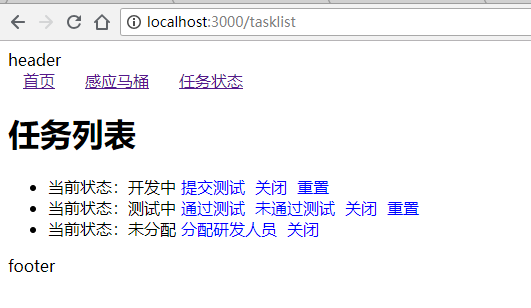 localhost:3000/tasklist
header
首页 感应马桶 任务状态
任务列表
当前状态：开发中 提交测试 关闭 重置
当前状态：测试中 通过测试 未通过测试 关闭 重置
当前状态：未分配 分配研发人员 关闭
footer